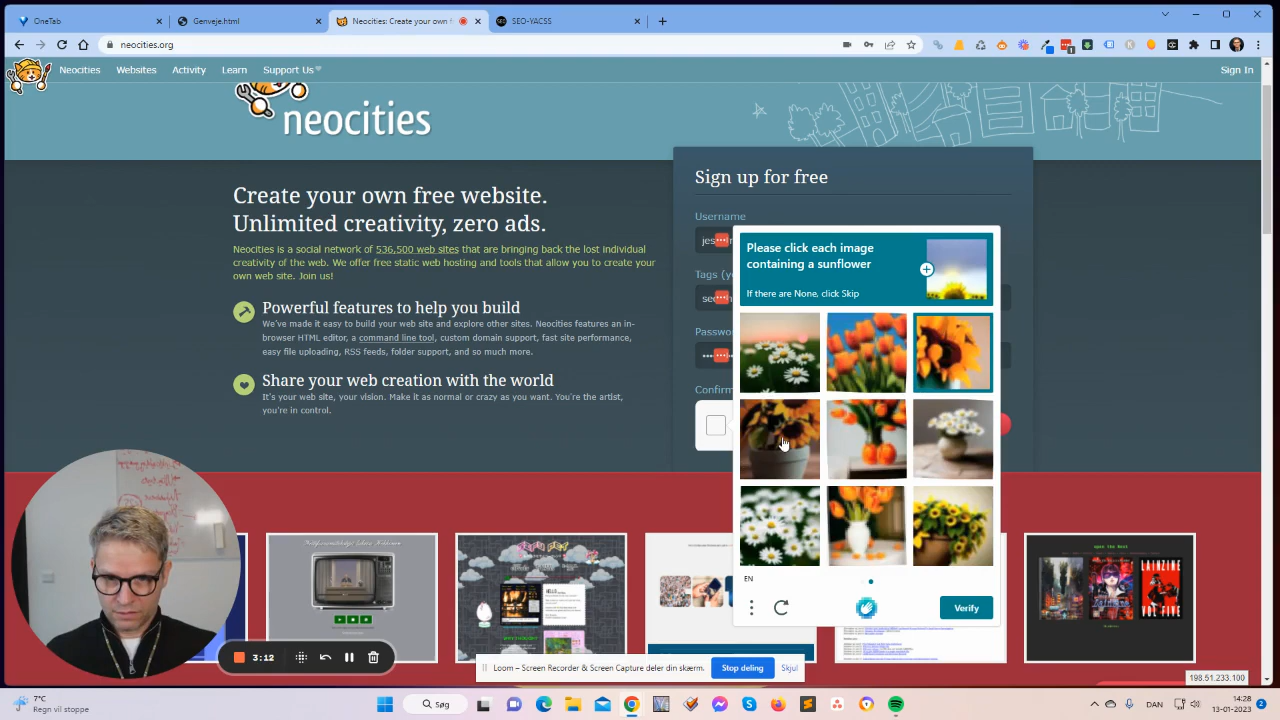 OneTab
Genveje.html
Neocities: Create your own f
SEO-YACSS
neocities.org
Neocities
Websites
Activity
Learn
Support Us
Sign In
neocities
Create your own free website.
Unlimited creativity, zero ads.
Neocities is a social network of 536,500 web sites that are bringing back the lost individual
creativity of the web. We offer free static web hosting and tools that allow you to create your
own web site. Join us!
Powerful features to help you build
We've made it easy to build your web site and explore other sites. Neocities features an in-
browser HTML editor, a command line tool, custom domain support, fast site performance,
easy file uploading, RSS feeds, folder support, and so much more.
Share your web creation with the world
It's your web site, your vision. Make it as normal or crazy as you want. You're the artist,
you're in control.
Sign up for free
Username
jes
Tags (y
Passwo
Confirm
Please click each image
containing a sunflower
If there are None, click Skip
EN
Verify
LAINZINE
VOL FIVE
3:12
Loom – Screen Recorder & Screen Capture deler din skærm.
Stop deling
Skjul
198.51.233.100
7°C
Regn vil stoppe
Søg
DAN
14:28
13-01-2023